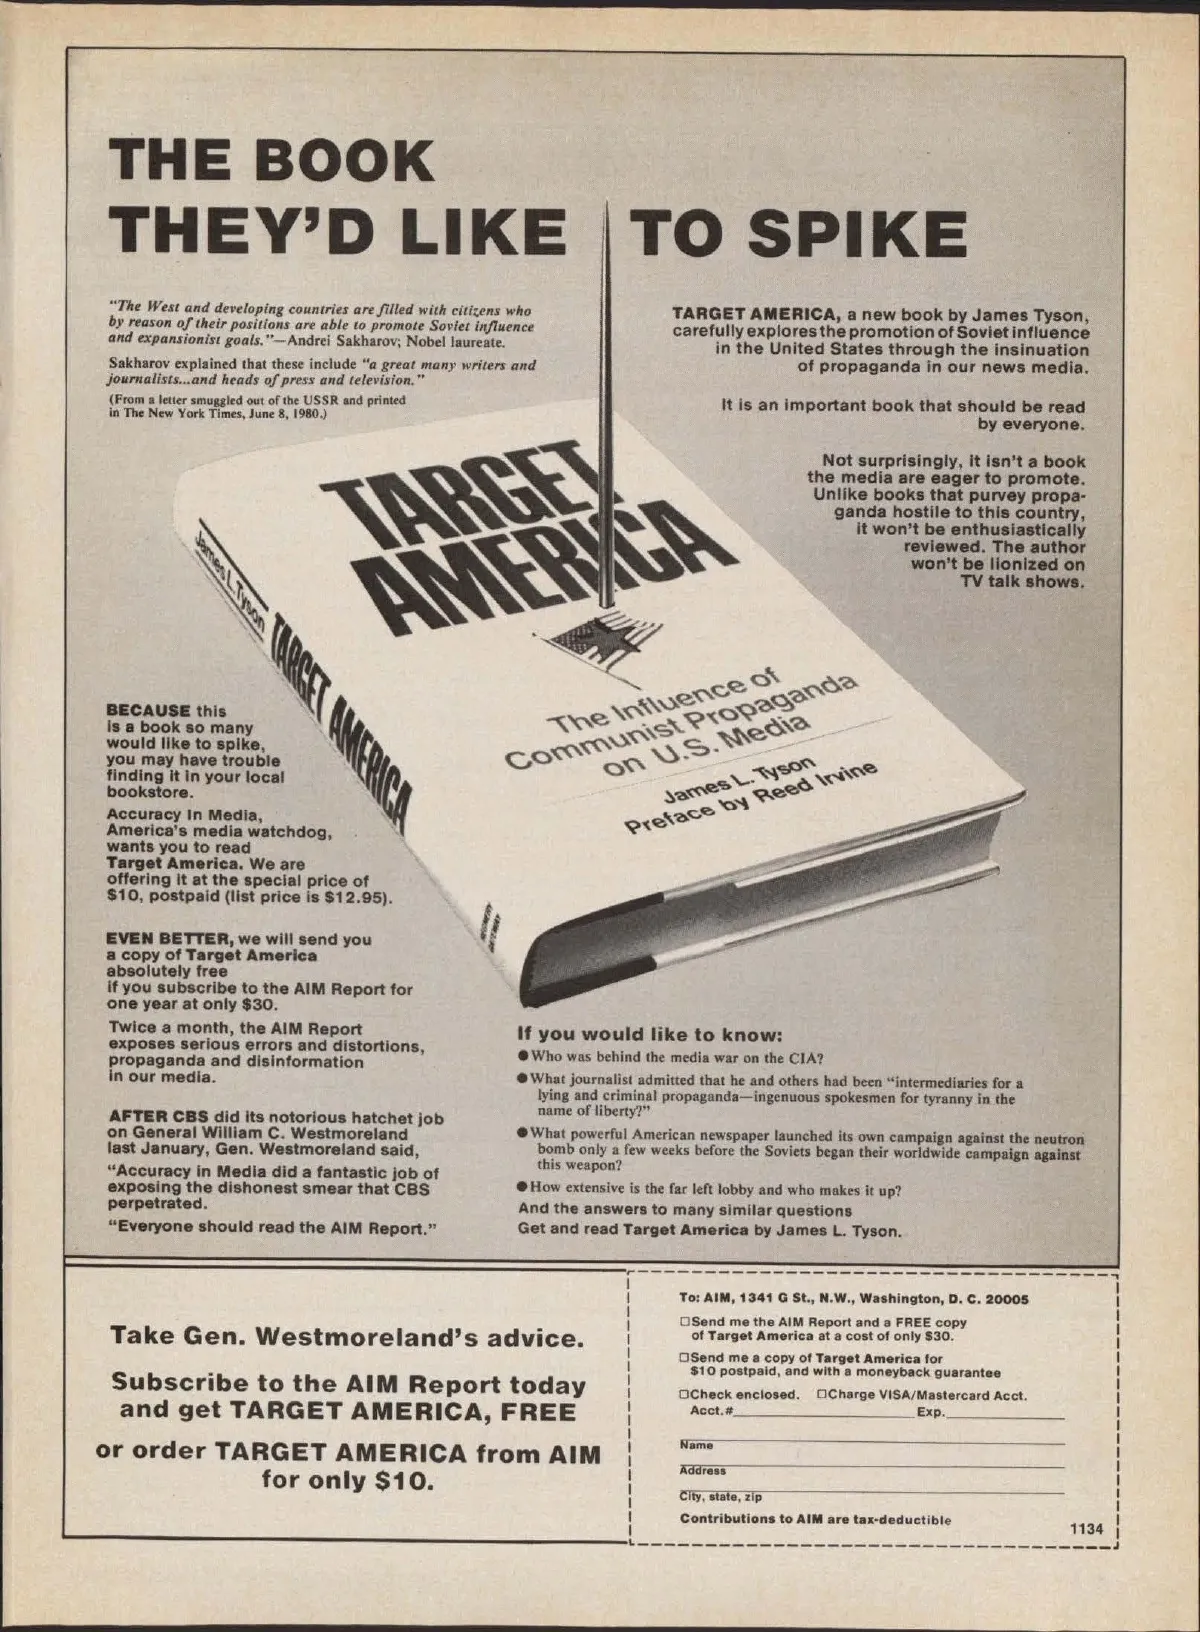 THE BOOK
THEY'D LIKE TO SPIKE
"The West and developing countries are filled with citizens who
by reason of their positions are able to promote Soviet influence
and expansionist goals."—Andrei Sakharov; Nobel laureate.
Sakharov explained that these include "a great many writers and
journalists...and heads of press and television."
(From a letter smuggled out of the USSR and printed
in The New York Times, June 8, 1980.)
TARGET AMERICA, a new book by James Tyson,
carefully explores the promotion of Soviet influence
in the United States through the insinuation
of propaganda in our news media.
It is an important book that should be read
by everyone.
Not surprisingly, it isn't a book
the media are eager to promote.
Unlike books that purvey propa-
ganda hostile to this country,
it won't be enthusiastically
reviewed. The author
won't be lionized on
TV talk shows.
TARGET
AMERICA
The Influence of
Communist Propaganda
on U.S. Media
James L. Tyson
Preface by Reed Irvine
James L. Tyson TARGET AMERICA
BECAUSE this
is a book so many
would like to spike,
you may have trouble
finding it in your local
bookstore.
Accuracy In Media,
America's media watchdog,
wants you to read
Target America. We are
offering it at the special price of
$10, postpaid (list price is $12.95).
EVEN BETTER, we will send you
a copy of Target America
absolutely free
if you subscribe to the AIM Report for
one year at only $30.
Twice a month, the AIM Report
exposes serious errors and distortions,
propaganda and disinformation
in our media.
AFTER CBS did its notorious hatchet job
on General William C. Westmoreland
last January, Gen. Westmoreland said,
"Accuracy in Media did a fantastic job of
exposing the dishonest smear that CBS
perpetrated.
"Everyone should read the AIM Report."
If you would like to know:
●Who was behind the media war on the CIA?
●What journalist admitted that he and others had been "intermediaries for a
lying and criminal propaganda—ingenuous spokesmen for tyranny in the
name of liberty?"
●What powerful American newspaper launched its own campaign against the neutron
bomb only a few weeks before the Soviets began their worldwide campaign against
this weapon?
●How extensive is the far left lobby and who makes it up?
And the answers to many similar questions
Get and read Target America by James L. Tyson.
Take Gen. Westmoreland's advice.
Subscribe to the AIM Report today
and get TARGET AMERICA, FREE
or order TARGET AMERICA from AIM
for only $10.
To: AIM, 1341 G St., N.W., Washington, D. C. 20005
☐Send me the AIM Report and a FREE copy
of Target America at a cost of only $30.
☐Send me a copy of Target America for
$10 postpaid, and with a moneyback guarantee
☐Check enclosed. ☐Charge VISA/Mastercard Acct.
Acct.# Exp.
Name
Address
City, state, zip
Contributions to AIM are tax-deductible
1134